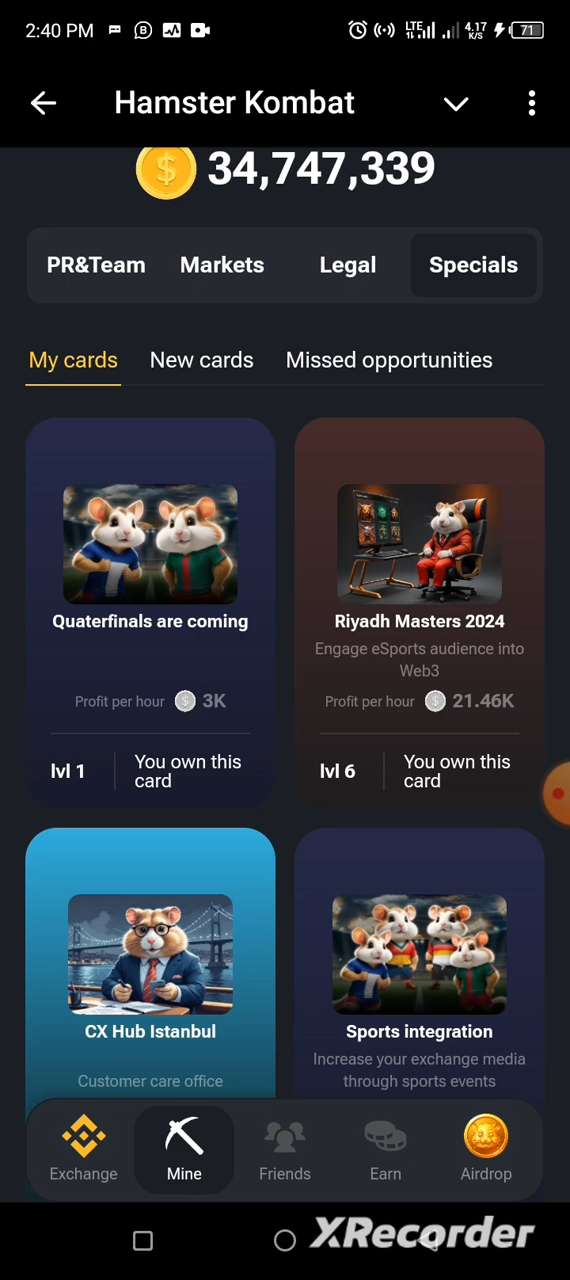 2:40 PM
LTE
4.17
K/S
71
Hamster Kombat
34,747,339
PR&Team Markets Legal Specials
My cards New cards Missed opportunities
Quaterfinals are coming
Profit per hour 3K
lvl 1 You own this
card
Riyadh Masters 2024
Engage eSports audience into
Web3
Profit per hour 21.46K
lvl 6 You own this
card
CX Hub Istanbul
Customer care office
Sports integration
Increase your exchange media
through sports events
Exchange Mine Friends Earn Airdrop
XRecorder